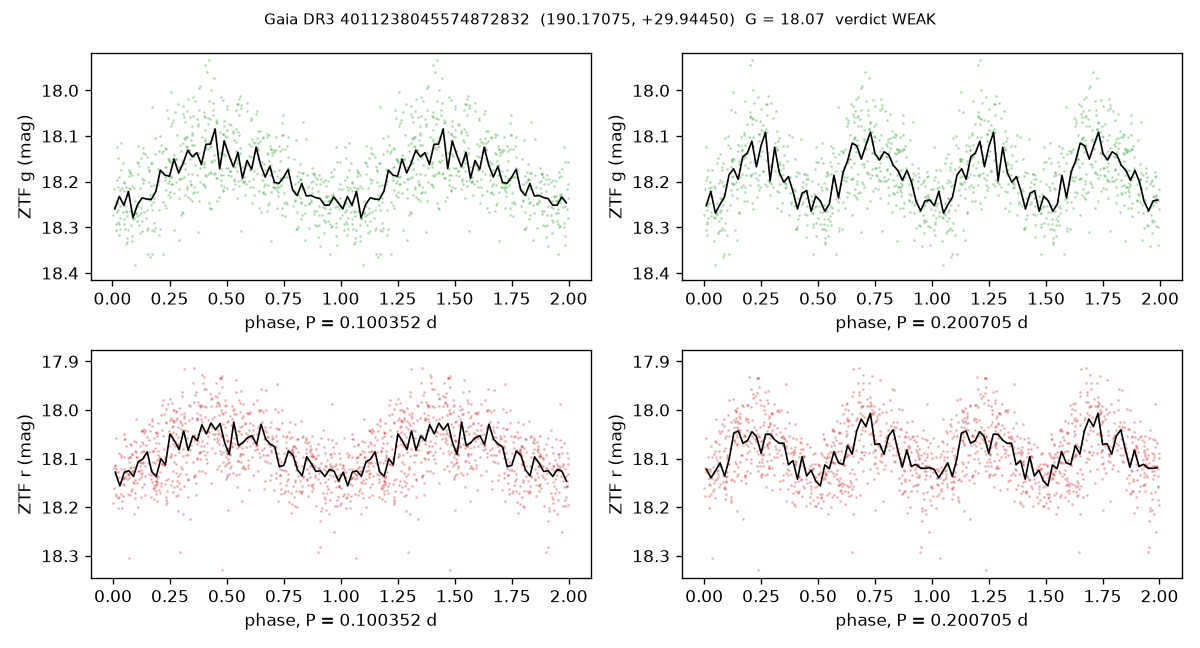 Gaia DR3 4011238045574872832 (190.17075, +29.94450) G = 18.07 verdict WEAK
ZTF g (mag)
18.0
18.1
18.2
18.3
18.4
0.00 0.25 0.50 0.75 1.00 1.25 1.50 1.75 2.00
phase, P = 0.100352 d
ZTF g (mag)
18.0
18.1
18.2
18.3
18.4
0.00 0.25 0.50 0.75 1.00 1.25 1.50 1.75 2.00
phase, P = 0.200705 d
ZTF r (mag)
17.9
18.0
18.1
18.2
18.3
0.00 0.25 0.50 0.75 1.00 1.25 1.50 1.75 2.00
phase, P = 0.100352 d
ZTF r (mag)
17.9
18.0
18.1
18.2
18.3
0.00 0.25 0.50 0.75 1.00 1.25 1.50 1.75 2.00
phase, P = 0.200705 d